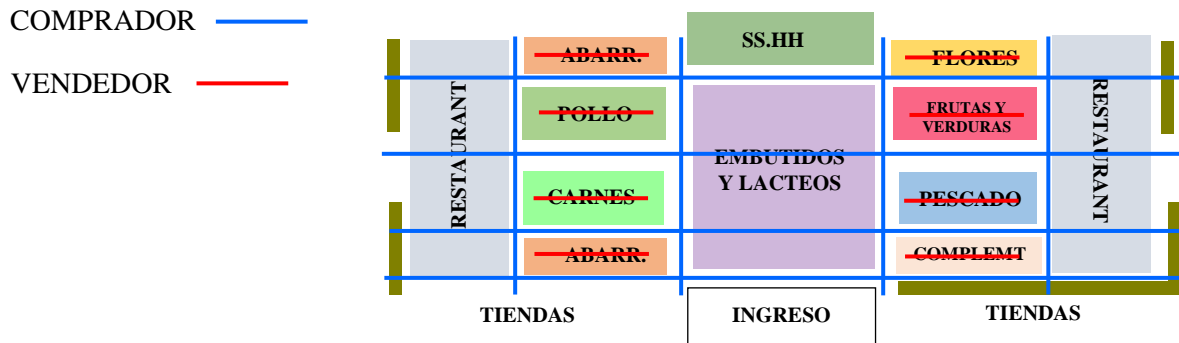 COMPRADOR
VENDEDOR
RESTAURANT
ABARR.
POLLO
CARNES
ABARR.
SS.HH
EMBUTIDOS
Y LACTEOS
FLORES
FRUTAS Y
VERDURAS
PESCADO
COMPLEMT
RESTAURANT
TIENDAS
INGRESO
TIENDAS